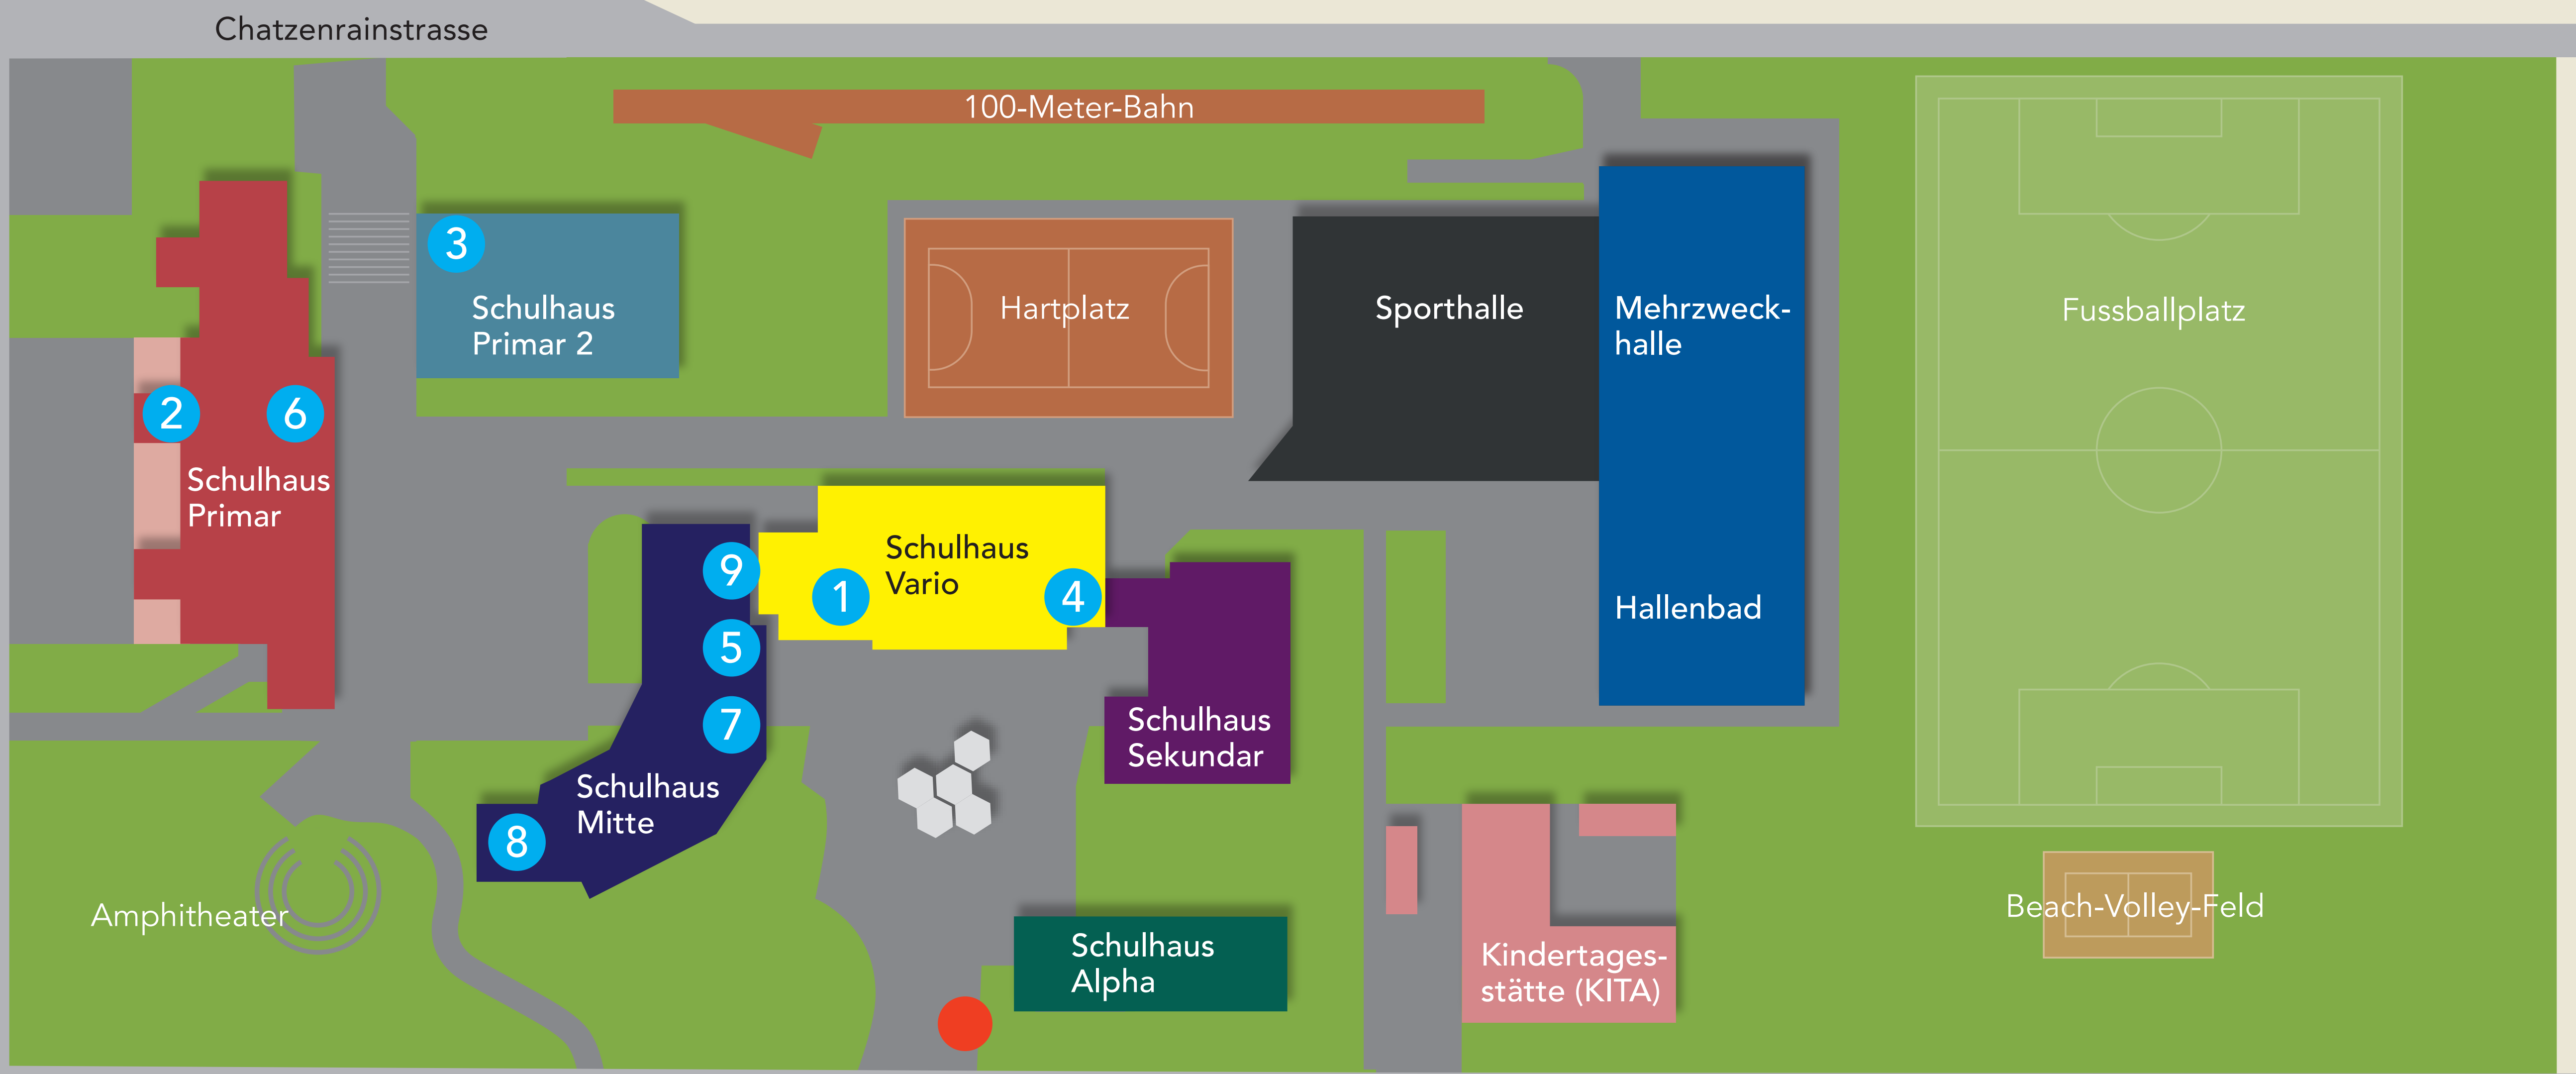 Chatzenrainstrasse
100-Meter-Bahn
3
Schulhaus
Primar 2
Hartplatz
Sporthalle
Mehrzweck-
halle
Fussballplatz
2
6
Schulhaus
Primar
9
5
7
1
Schulhaus
Vario
4
Hallenbad
Schulhaus
Sekundar
Schulhaus
Mitte
8
Amphitheater
Schulhaus
Alpha
Kindertages-
stätte (KITA)
Beach-Volley-Feld